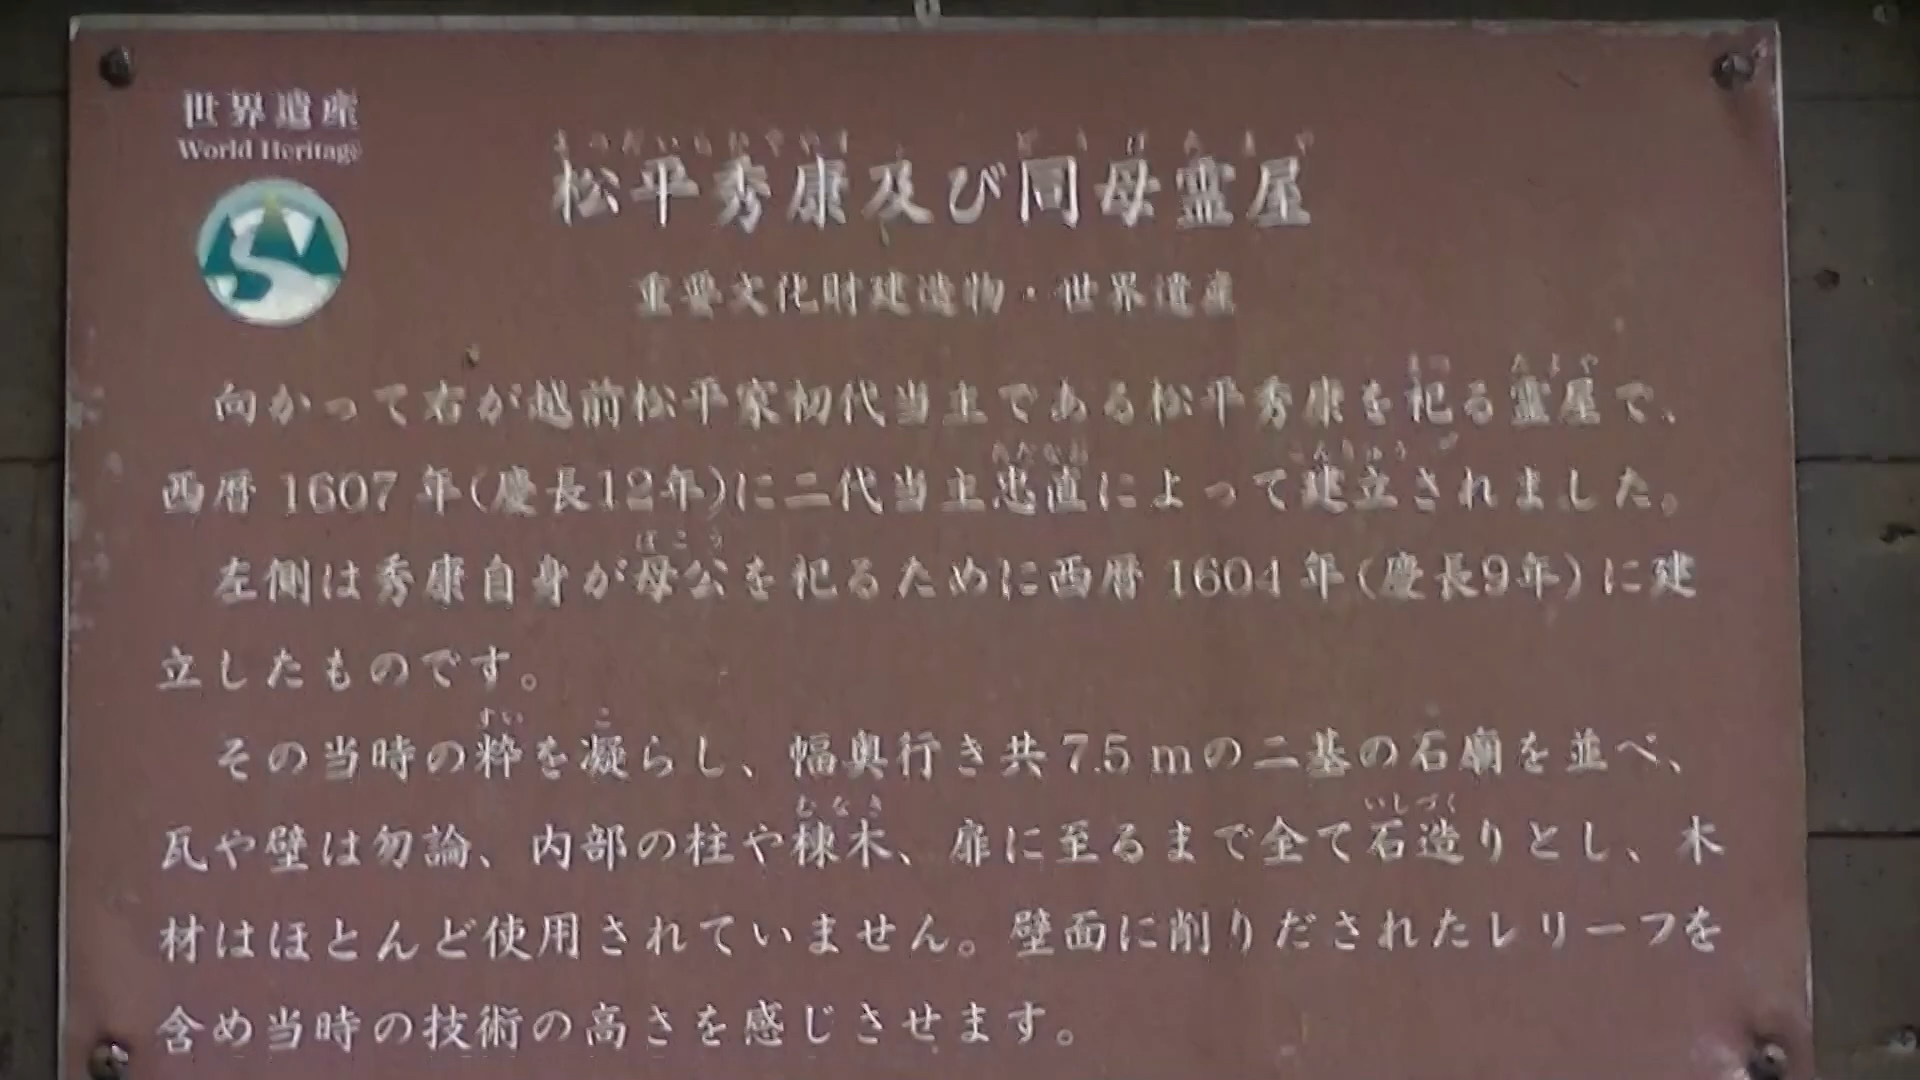 世界遺産
World Heritage
松平秀康及び同母霊屋
重要文化財建造物・世界遺産
向かって右が越前松平家初代当主である松平秀康を祀る霊屋で、
西暦1607年(慶長12年)に二代当主忠直によって建立されました。
左側は秀康自身が母公を祀るために西暦1604年(慶長9年)に建
立したものです。
その当時の粋を凝らし、幅奥行き共7.5mの二基の石廟を並べ、
瓦や壁は勿論、内部の柱や棟木、扉に至るまで全て石造りとし、木
材はほとんど使用されていません。壁面に削りだされたレリーフを
含め当時の技術の高さを感じさせます。